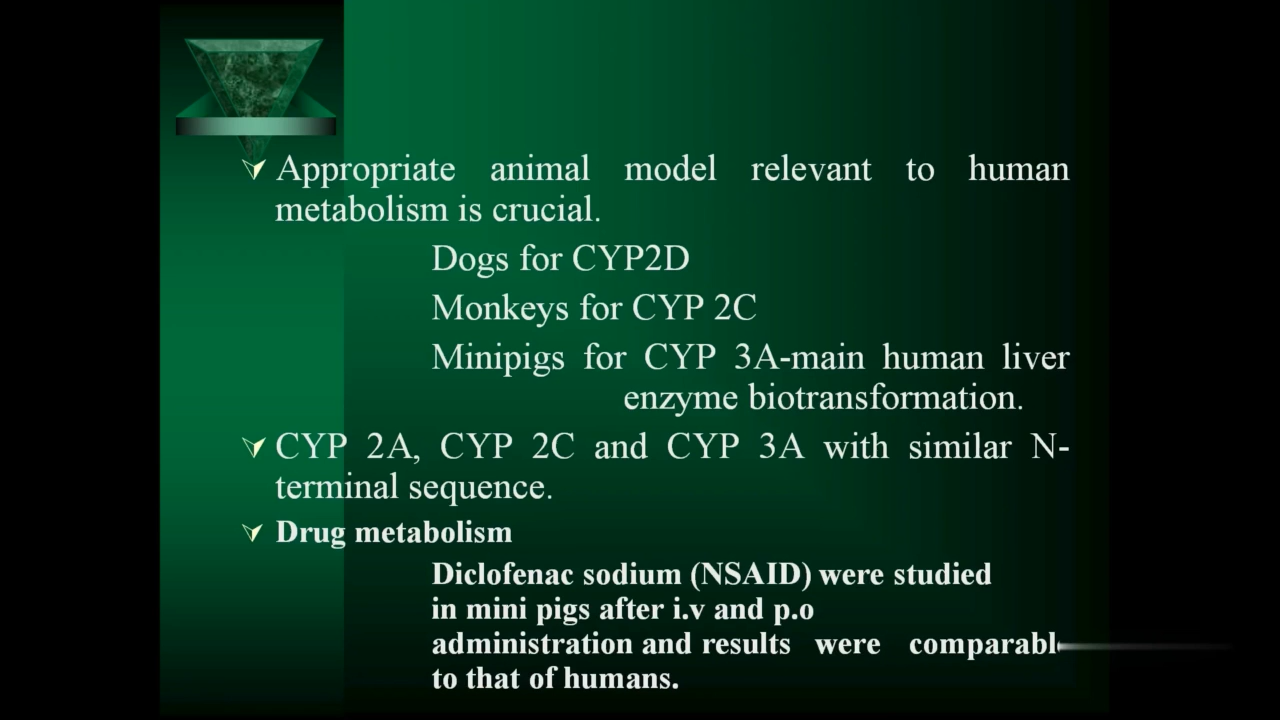 Appropriate animal model relevant to human
metabolism is crucial.
Dogs for CYP2D
Monkeys for CYP 2C
Minipigs for CYP 3A-main human liver
enzyme biotransformation.
CYP 2A, CYP 2C and CYP 3A with similar N-
terminal sequence.
Drug metabolism
Diclofenac sodium (NSAID) were studied
in mini pigs after i.v and p.o
administration and results were comparabl
to that of humans.